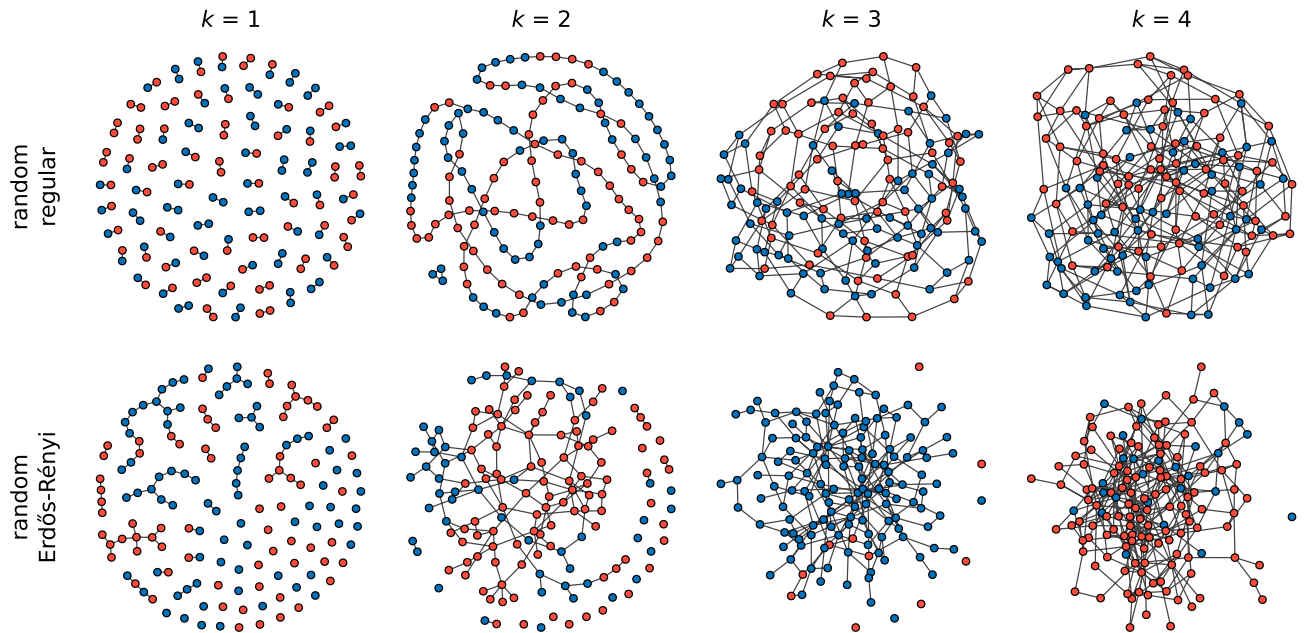 k = 1
k = 2
k = 3
k = 4
random
regular
random
Erdős-Rényi